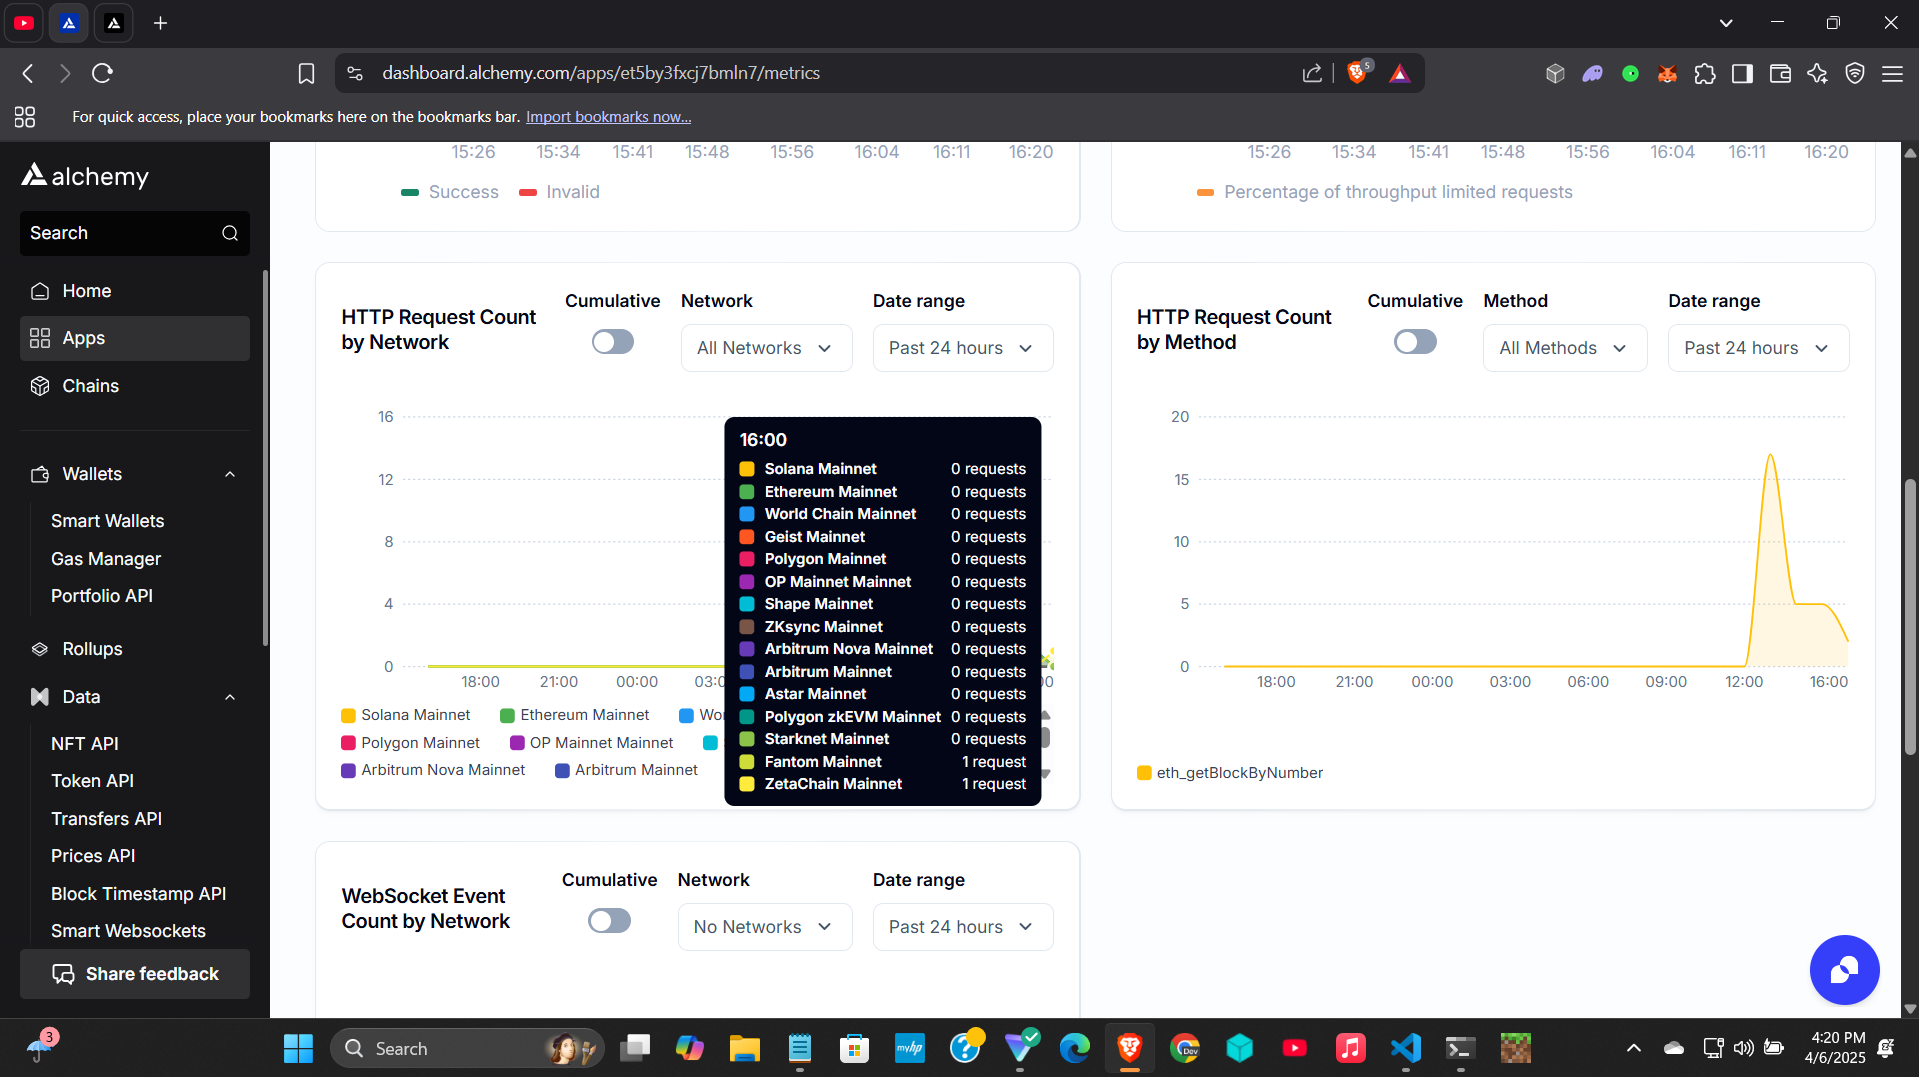 dashboard.alchemy.com/apps/et5by3fxcj7bmln7/metrics
5
For quick access, place your bookmarks here on the bookmarks bar. Import bookmarks now...
alchemy
Search
Home
Apps
Chains
Wallets
Smart Wallets
Gas Manager
Portfolio API
Rollups
Data
NFT API
Token API
Transfers API
Prices API
Block Timestamp API
Smart Websockets
Share feedback
15:26 15:34 15:41 15:48 15:56 16:04 16:11 16:20
Success Invalid
15:26 15:34 15:41 15:48 15:56 16:04 16:11 16:20
Percentage of throughput limited requests
HTTP Request Count
by Network
Cumulative Network Date range
All Networks Past 24 hours
16
12
8
4
0
18:00 21:00 00:00 03:0
Solana Mainnet Ethereum Mainnet Wor
Polygon Mainnet OP Mainnet Mainnet
Arbitrum Nova Mainnet Arbitrum Mainnet
16:00
Solana Mainnet 0 requests
Ethereum Mainnet 0 requests
World Chain Mainnet 0 requests
Geist Mainnet 0 requests
Polygon Mainnet 0 requests
OP Mainnet Mainnet 0 requests
Shape Mainnet 0 requests
ZKsync Mainnet 0 requests
Arbitrum Nova Mainnet 0 requests
Arbitrum Mainnet 0 requests
Astar Mainnet 0 requests
Polygon zkEVM Mainnet 0 requests
Starknet Mainnet 0 requests
Fantom Mainnet 1 request
ZetaChain Mainnet 1 request
HTTP Request Count
by Method
Cumulative Method Date range
All Methods Past 24 hours
20
15
10
5
0
18:00 21:00 00:00 03:00 06:00 09:00 12:00 16:00
eth_getBlockByNumber
WebSocket Event
Count by Network
Cumulative Network Date range
No Networks Past 24 hours
3
Search
myhp
Dev
4:20 PM
4/6/2025